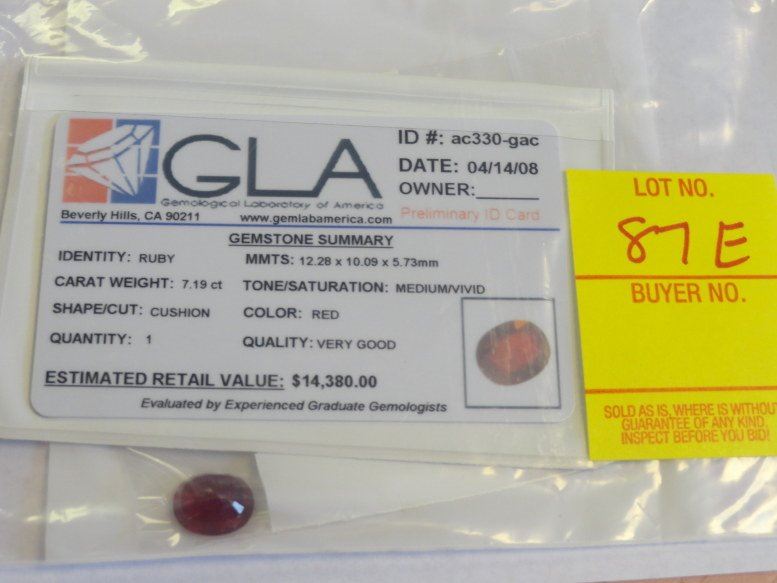 GLA
Gemological Laboratory of America
Beverly Hills, CA 90211 www.gemlabamerica.com
ID #: ac330-gac
DATE: 04/14/08
OWNER:
Preliminary ID Card
GEMSTONE SUMMARY
IDENTITY: RUBY MMTS: 12.28 x 10.09 x 5.73mm
CARAT WEIGHT: 7.19 ct TONE/SATURATION: MEDIUM/VIVID
SHAPE/CUT: CUSHION COLOR: RED
QUANTITY: 1 QUALITY: VERY GOOD
ESTIMATED RETAIL VALUE: $14,380.00
Evaluated by Experienced Graduate Gemologists
LOT NO.
87 E
BUYER NO.
SOLD AS IS, WHERE IS WITHOUT
GUARANTEE OF ANY KIND.
INSPECT BEFORE YOU BID!